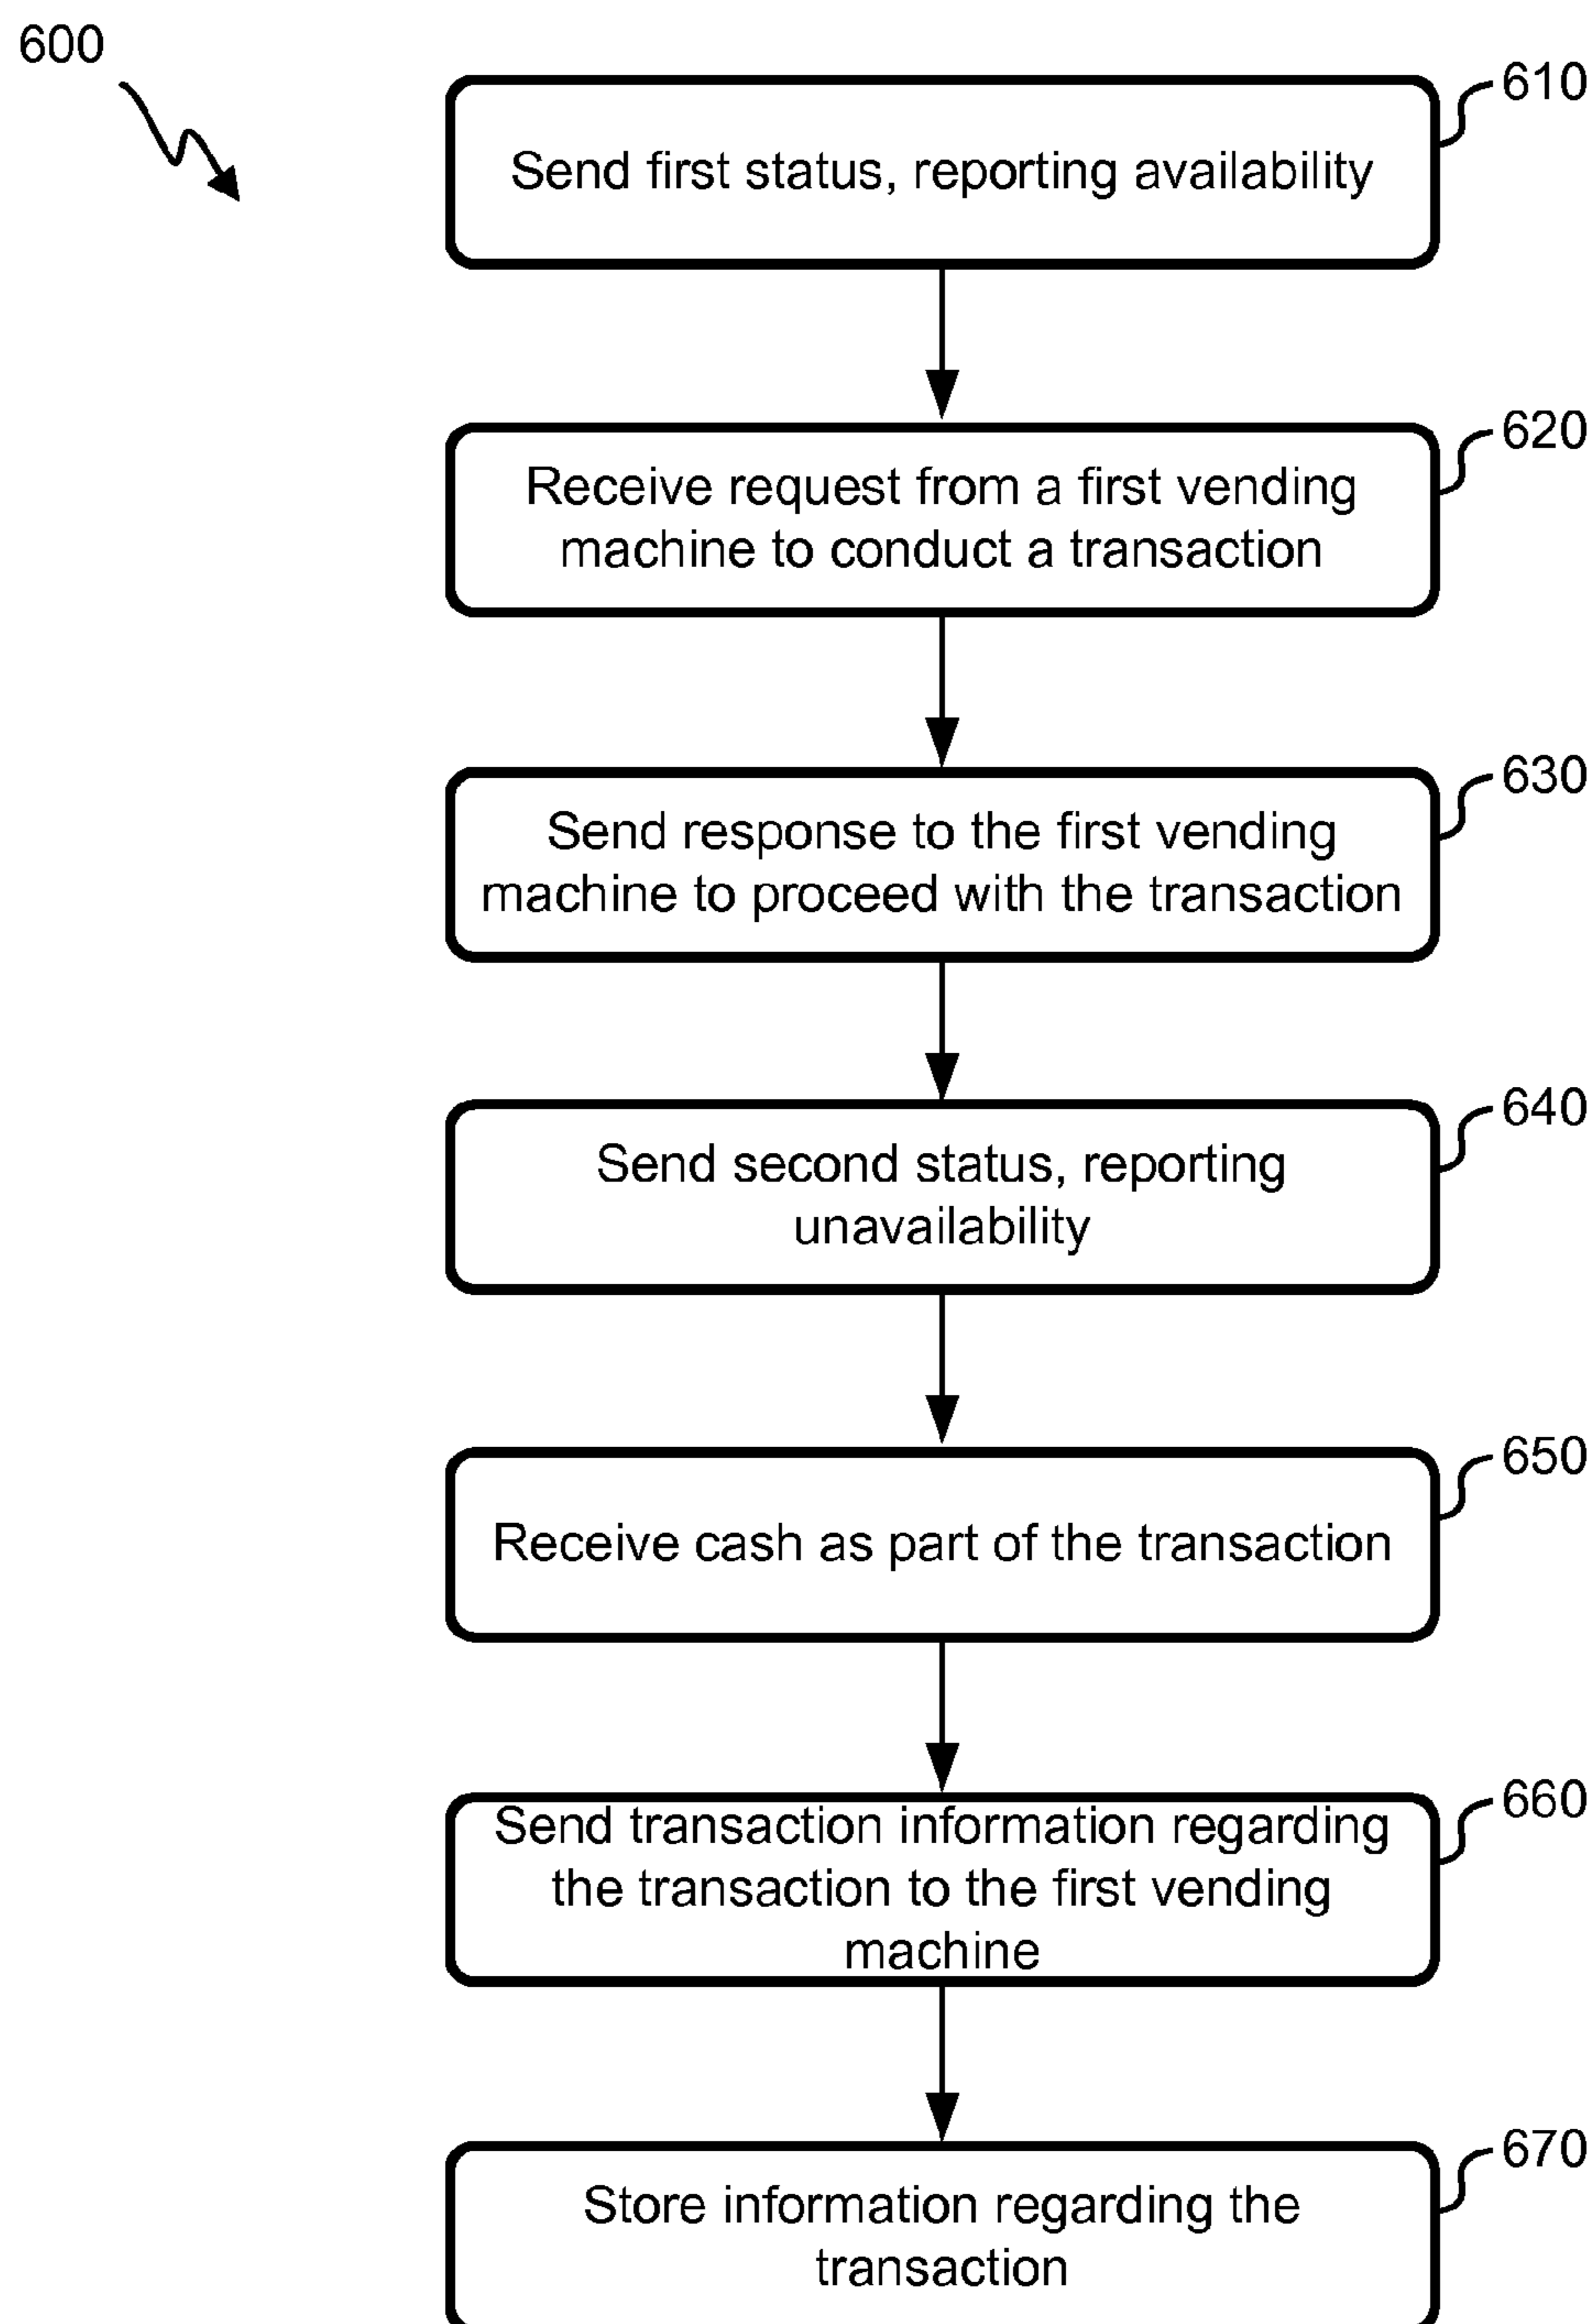 600
610
Send first status, reporting availability
620
Receive request from a first vending
machine to conduct a transaction
630
Send response to the first vending
machine to proceed with the transaction
640
Send second status, reporting
unavailability
650
Receive cash as part of the transaction
660
Send transaction information regarding
the transaction to the first vending
machine
670
Store information regarding the
transaction